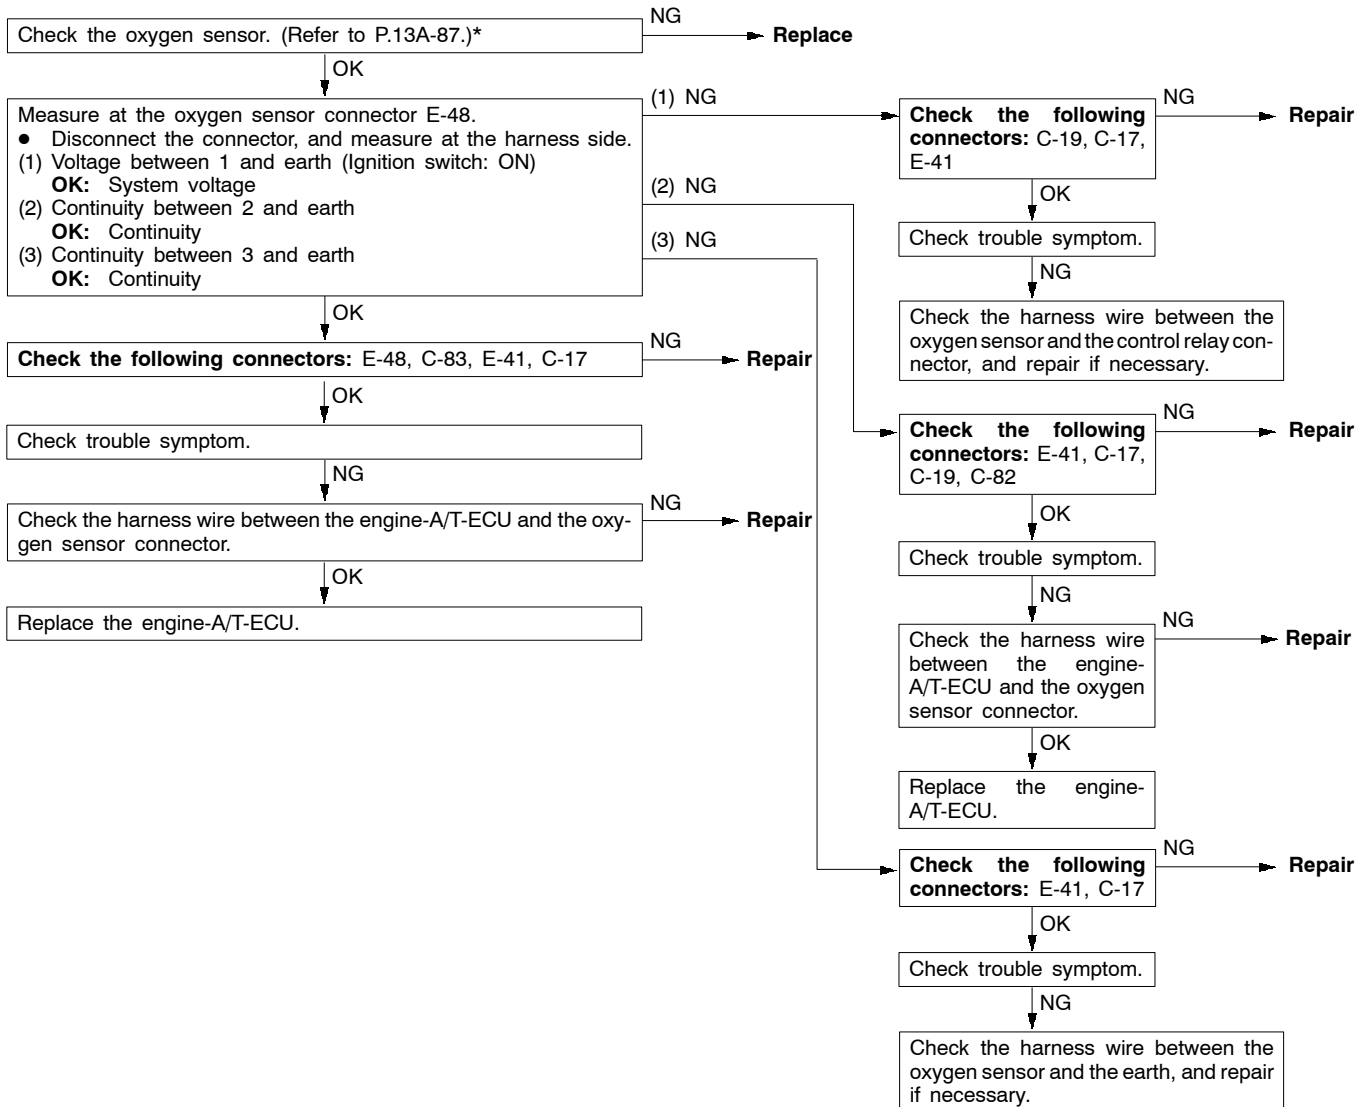 Check the oxygen sensor. (Refer to P.13A-87.)*
NG
Replace
OK
Measure at the oxygen sensor connector E-48.
● Disconnect the connector, and measure at the harness side.
(1) Voltage between 1 and earth (Ignition switch: ON)
OK: System voltage
(2) Continuity between 2 and earth
OK: Continuity
(3) Continuity between 3 and earth
OK: Continuity
OK
Check the following connectors: E-48, C-83, E-41, C-17
NG
Repair
OK
Check trouble symptom.
NG
Check the harness wire between the engine-A/T-ECU and the oxy-
gen sensor connector.
NG
Repair
OK
Replace the engine-A/T-ECU.
(1) NG
Check the following
connectors: C-19, C-17,
E-41
NG
Repair
OK
Check trouble symptom.
NG
Check the harness wire between the
oxygen sensor and the control relay con-
nector, and repair if necessary.
(2) NG
Check the following
connectors: E-41, C-17,
C-19, C-82
NG
Repair
OK
Check trouble symptom.
NG
Check the harness wire
between the engine-
A/T-ECU and the oxygen
sensor connector.
NG
Repair
OK
Replace the engine-
A/T-ECU.
(3) NG
Check the following
connectors: E-41, C-17
NG
Repair
OK
Check trouble symptom.
NG
Check the harness wire between the
oxygen sensor and the earth, and repair
if necessary.